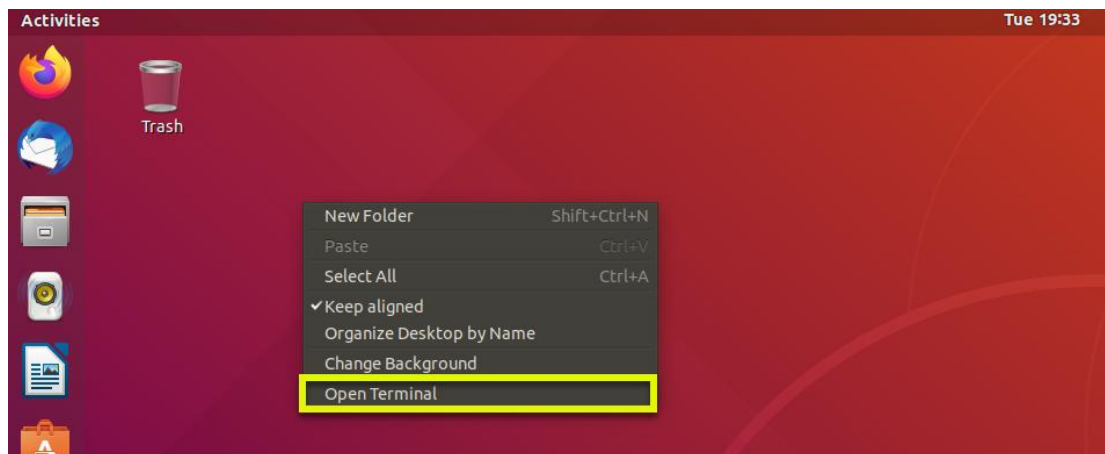 Activities Tue 19:33
Trash
New Folder Shift+Ctrl+N
Paste Ctrl+V
Select All Ctrl+A
✔Keep aligned
Organize Desktop by Name
Change Background
Open Terminal